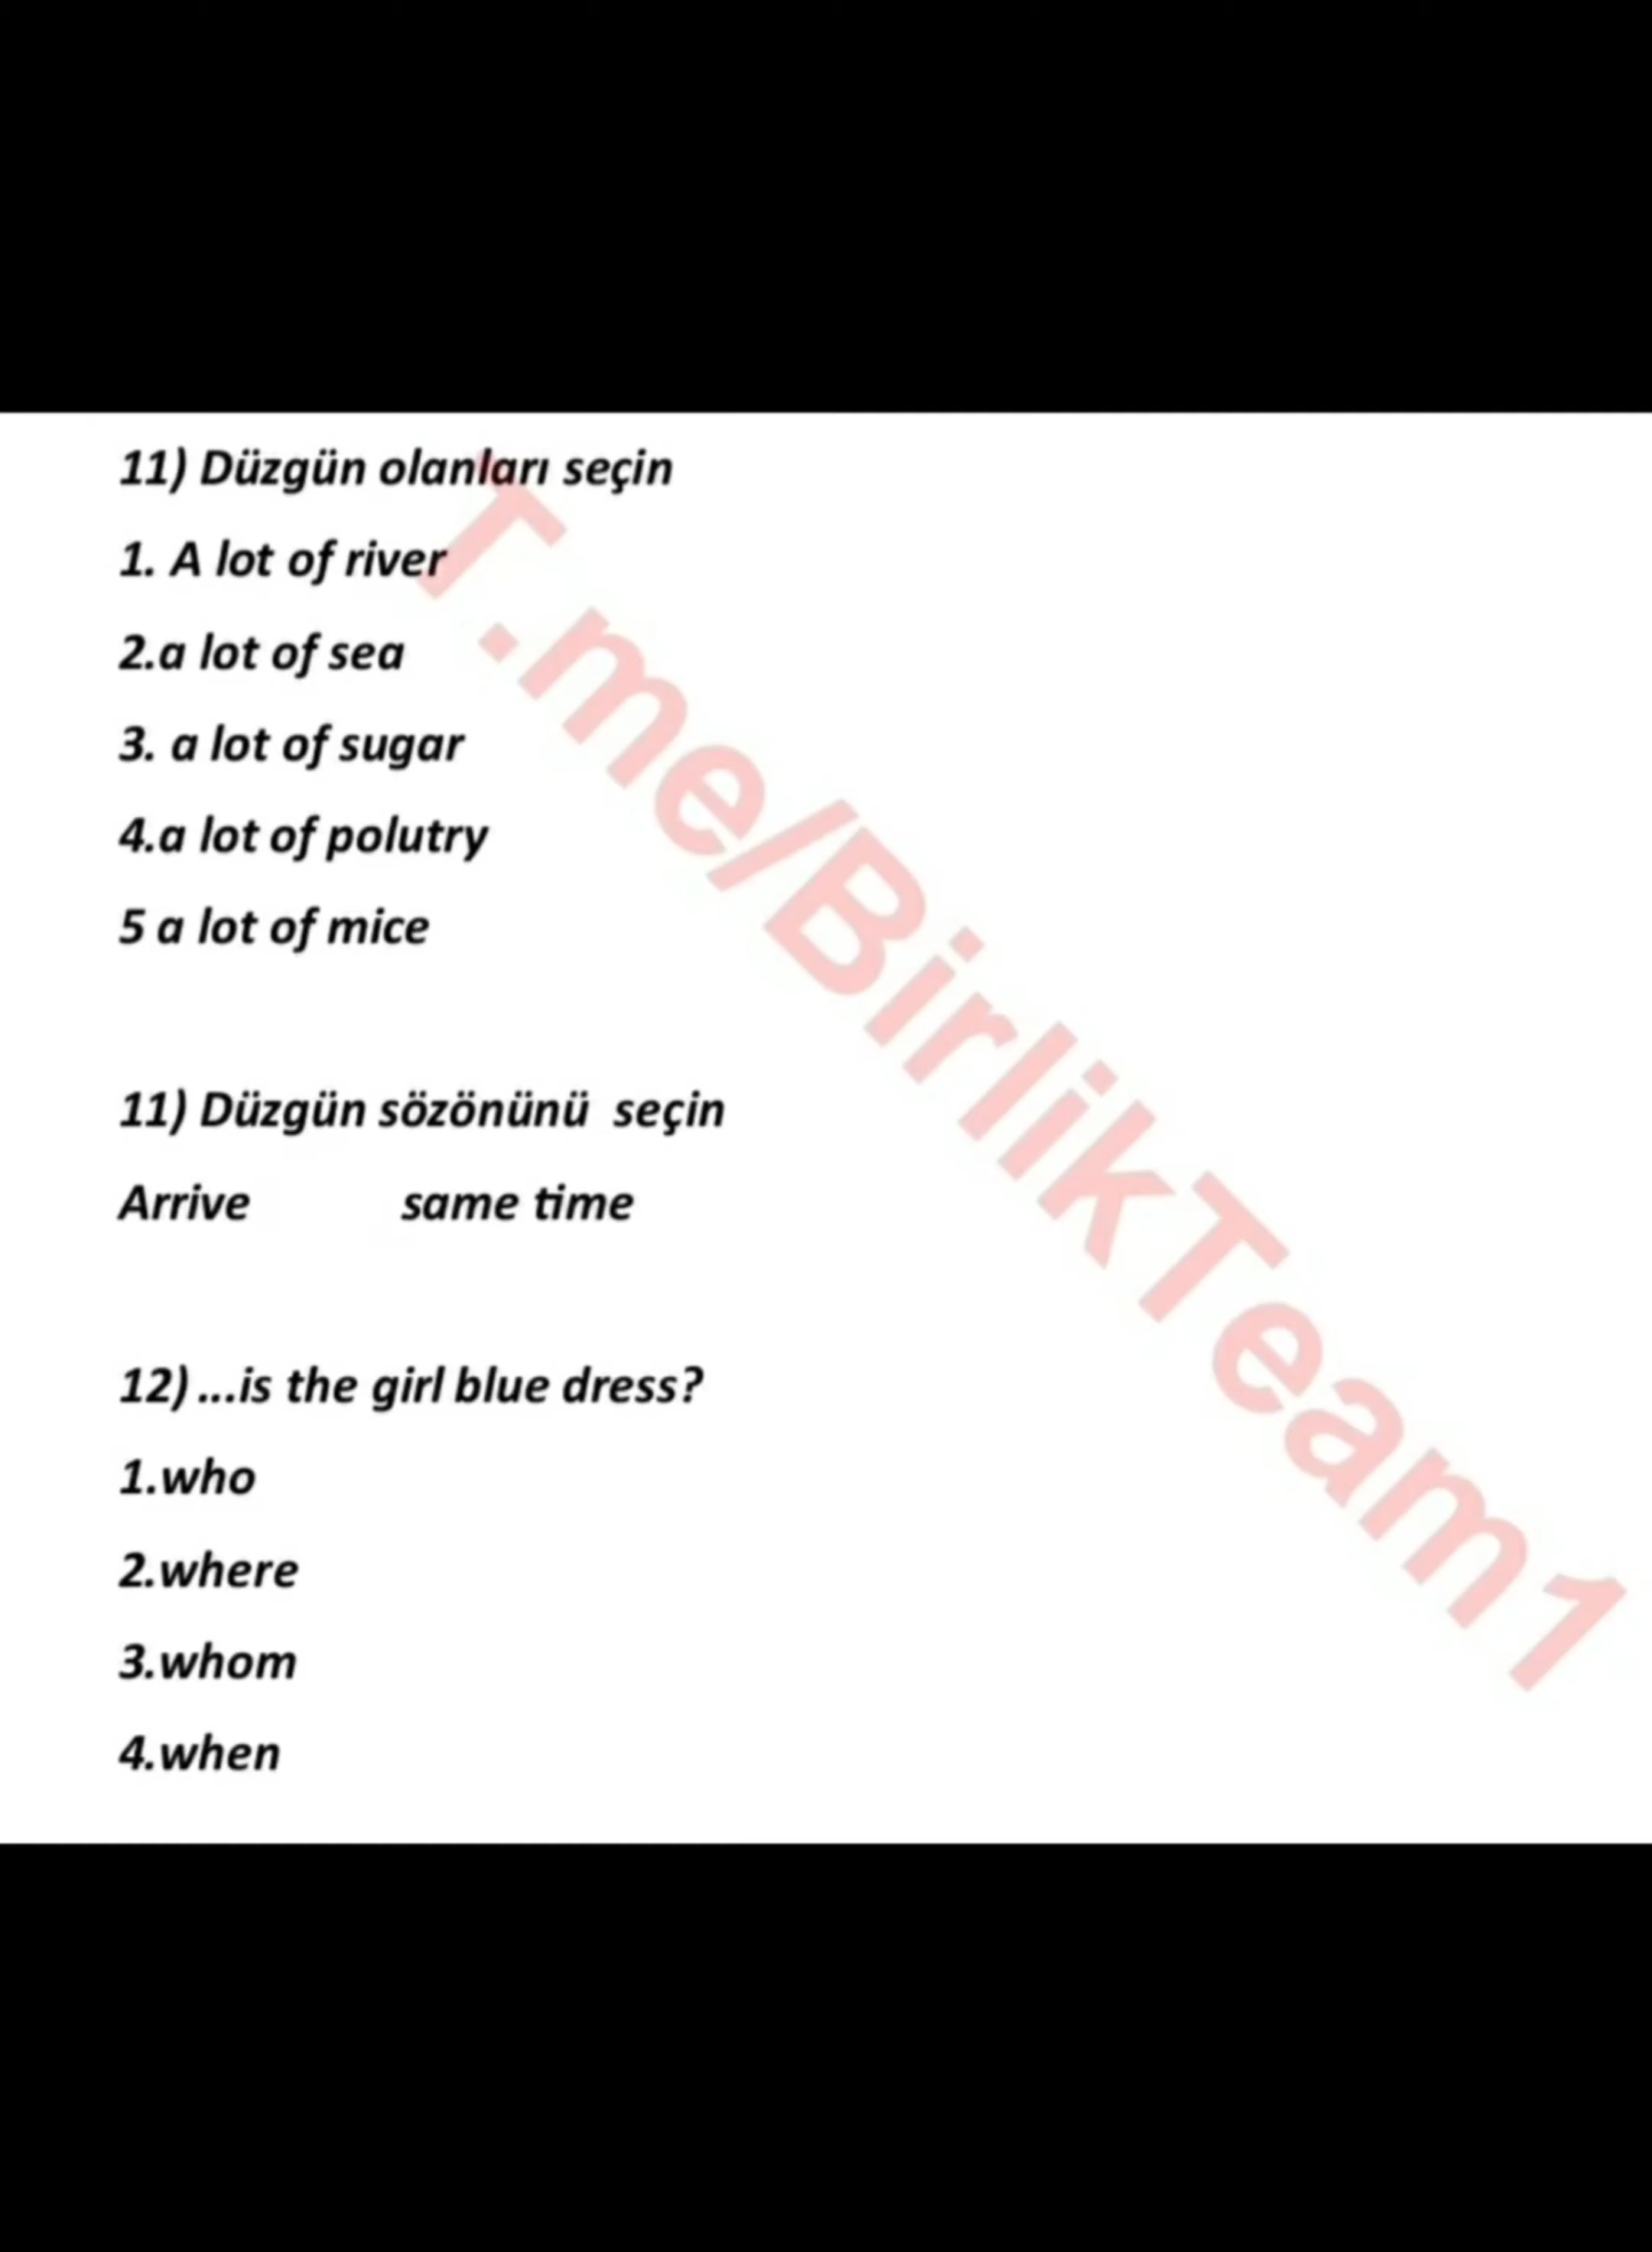 11) Düzgün olanları seçin
1. A lot of river
2.a lot of sea
3. a lot of sugar
4.a lot of polutry
5 a lot of mice
11) Düzgün sözönünü seçin
Arrive same time
12) ...is the girl blue dress?
1.who
2.where
3.whom
4.when
T.me/BirlikTeam1